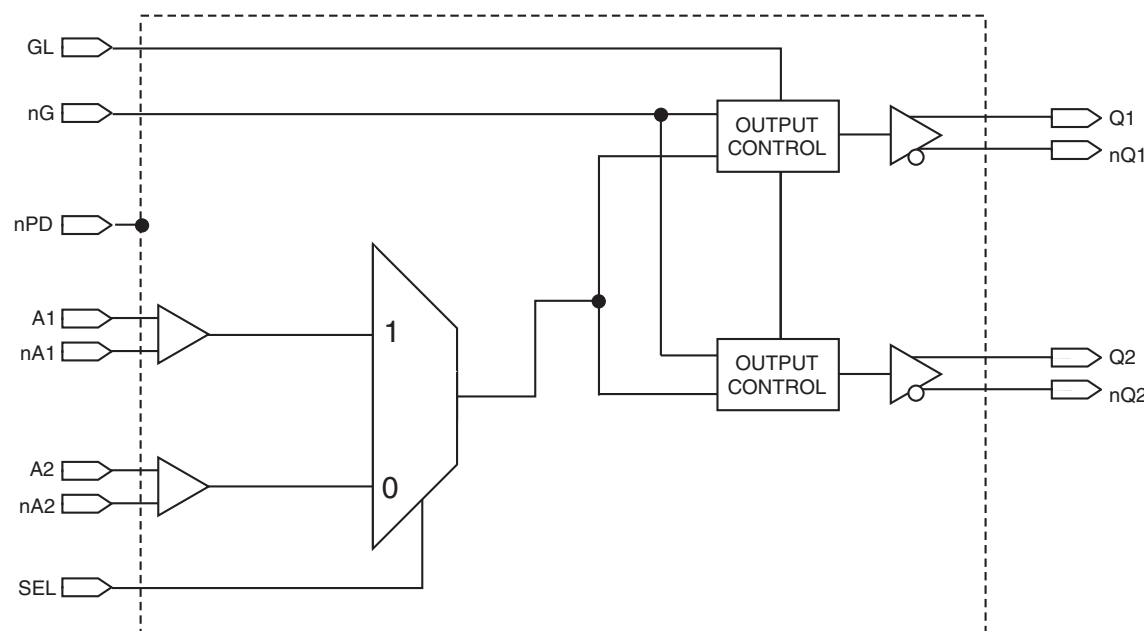 GL
nG
OUTPUT
CONTROL
Q1
nQ1
nPD
A1
nA1
1
OUTPUT
CONTROL
Q2
nQ2
A2
nA2
0
SEL